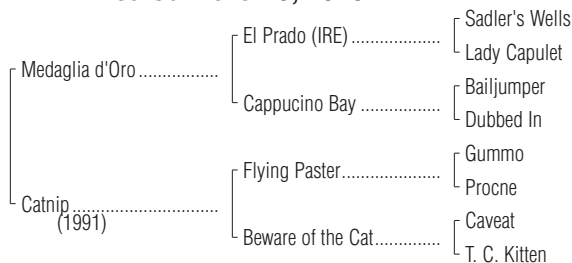 Sadler's Wells
El Prado (IRE)....................
Lady Capulet
Medaglia d'Oro.................
Bailjumper
Cappucino Bay..................
Dubbed In
Gummo
Flying Paster......................
Procne
Catnip...............................
(1991)
Caveat
Beware of the Cat..............
T. C. Kitten